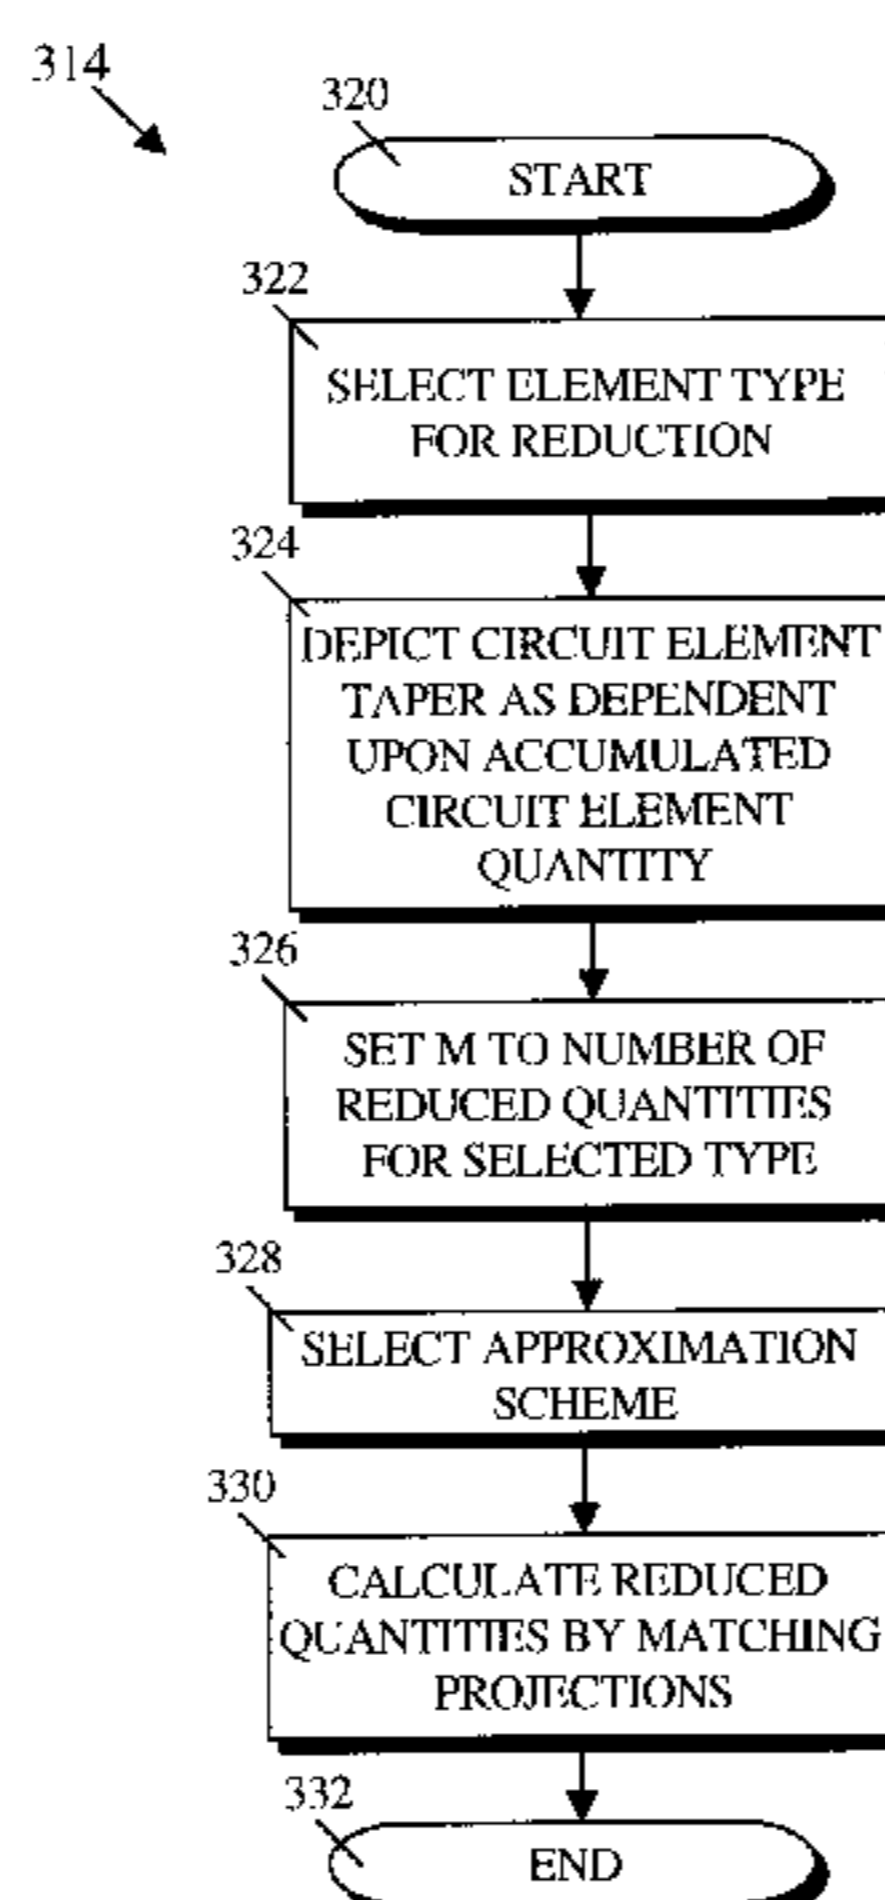 314
320
START
322
SELECT ELEMENT TYPE
FOR REDUCTION
324
DEPICT CIRCUIT ELEMENT
TAPER AS DEPENDENT
UPON ACCUMULATED
CIRCUIT ELEMENT
QUANTITY
326
SET M TO NUMBER OF
REDUCED QUANTITIES
FOR SELECTED TYPE
328
SELECT APPROXIMATION
SCHEME
330
CALCULATE REDUCED
QUANTITIES BY MATCHING
PROJECTIONS
332
END